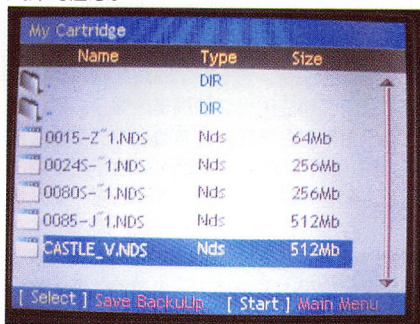 My Cartridge
Name Type Size
. DIR
.. DIR
0015-Z~1.NDS Nds 64Mb
0024S-~1.NDS Nds 256Mb
0080S-~1.NDS Nds 256Mb
0085-J~1.NDS Nds 512Mb
CASTLE_V.NDS Nds 512Mb
[ Select ] Save BackuUp [ Start ] Main Menu